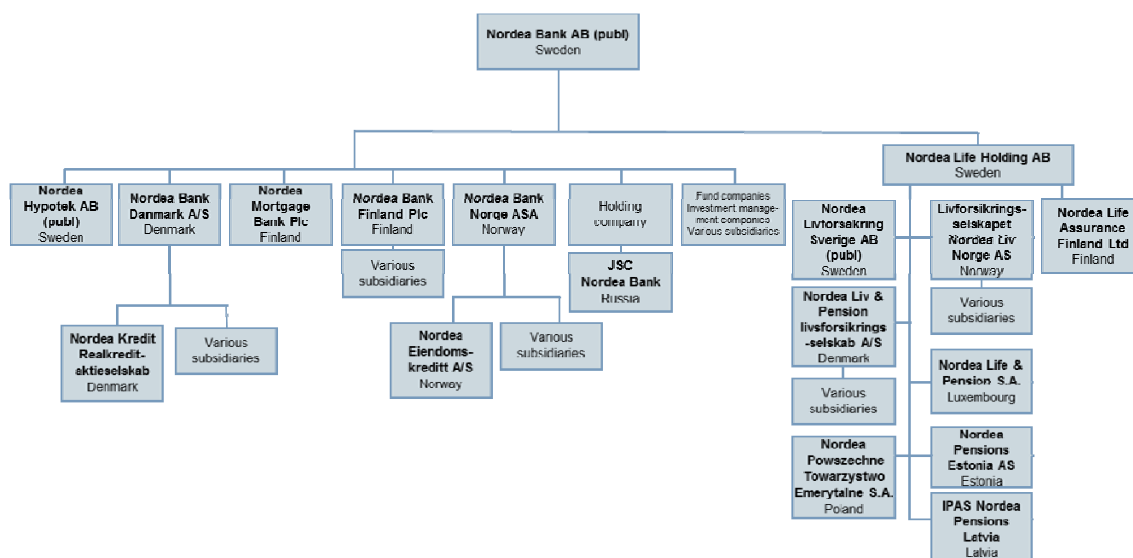 Nordea Bank AB (publ)
Sweden
Nordea Life Holding AB
Sweden
Nordea
Hypotek AB
(publ)
Sweden
Nordea Bank
Danmark A/S
Denmark
Nordea
Mortgage
Bank Plc
Finland
Nordea Bank
Finland Plc
Finland
Nordea Bank
Norge ASA
Norway
Holding
company
Fund companies
Investment manage-
ment companies
Various subsidiaries
Various
subsidiaries
JSC
Nordea Bank
Russia
Nordea Kredit
Realkredit-
aktieselskab
Denmark
Various
subsidiaries
Nordea
Eiendoms-
kreditt A/S
Norway
Various
subsidiaries
Nordea
Livforsakring
Sverige AB
(publ)
Sweden
Livforsikrings-
selskapet
Nordea Liv
Norge AS
Norway
Nordea Life
Assurance
Finland Ltd
Finland
Nordea Liv &
Pension
livsforsikrings
-selskab A/S
Denmark
Various
subsidiaries
Various
subsidiaries
Nordea Life &
Pension S.A.
Luxembourg
Nordea
Powszechne
Towarzystwo
Emerytalne S.A.
Poland
Nordea
Pensions
Estonia AS
Estonia
IPAS Nordea
Pensions
Latvia
Latvia